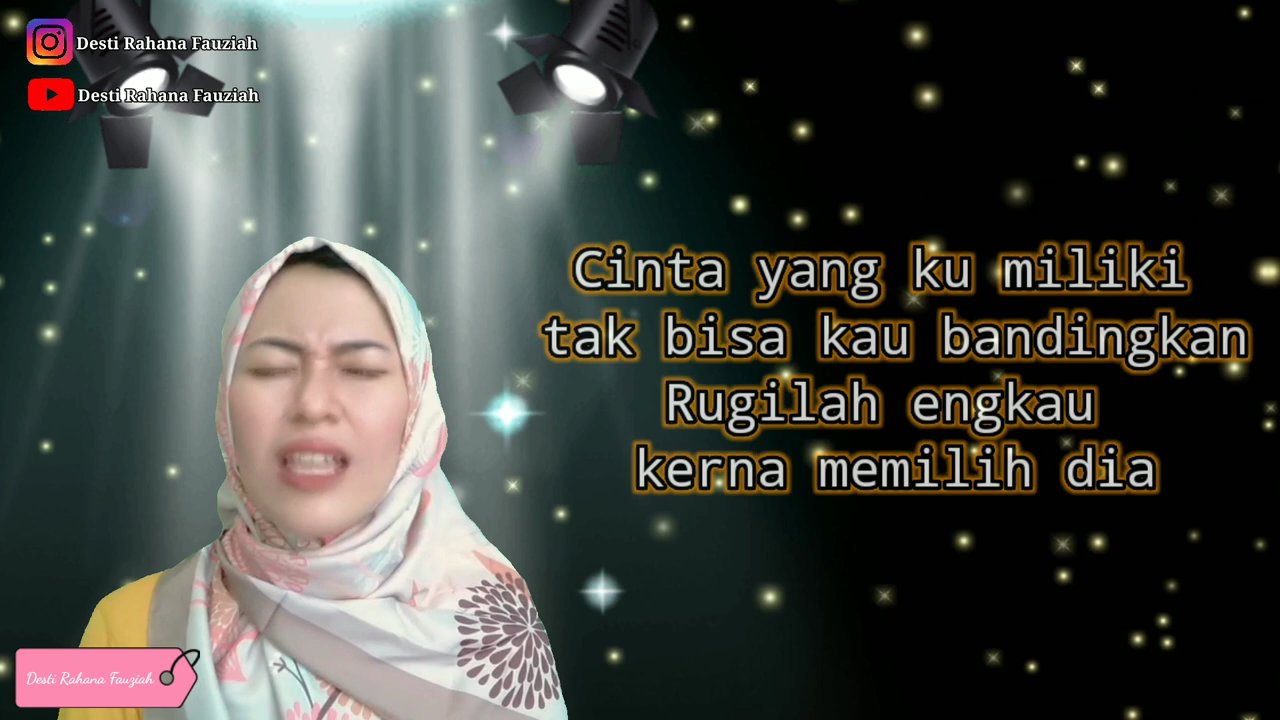 Desti Rahana Fauziah
Desti Rahana Fauziah
Cinta yang ku miliki
tak bisa kau bandingkan
Rugilah engkau
kerna memilih dia
Desti Rahana Fauziah